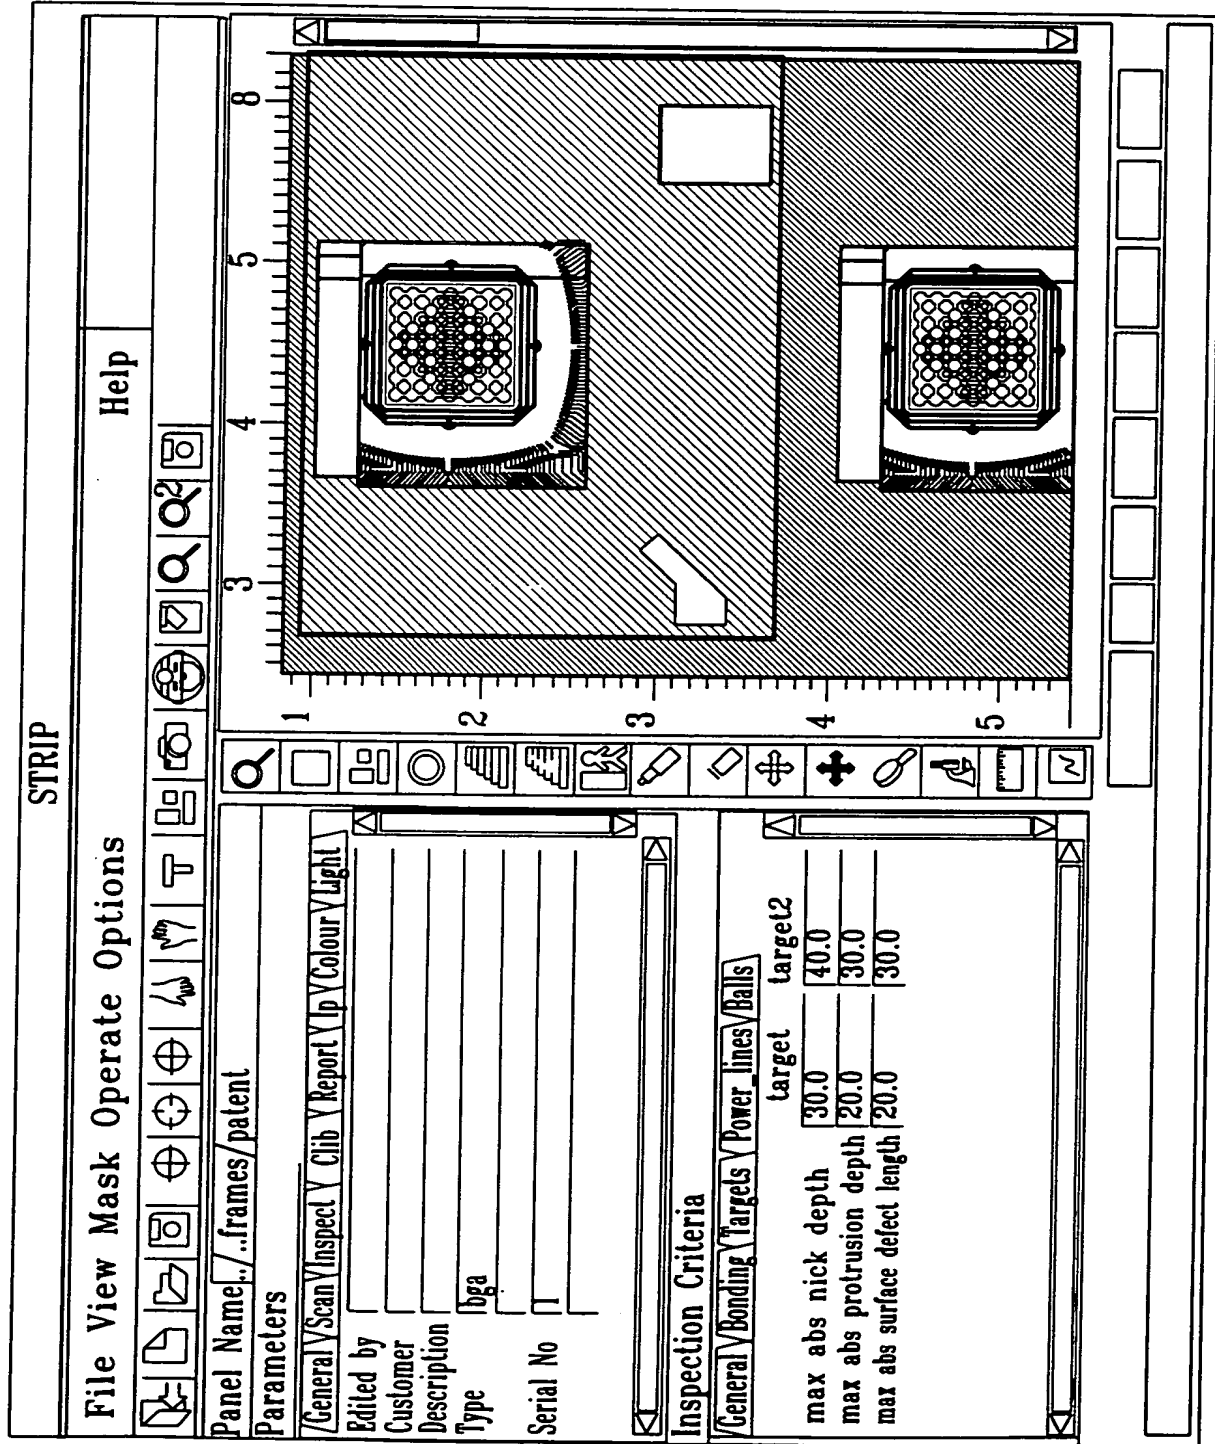 STRIP
File View Mask Operate Options Help
2
Panel Name ../..frames/patent
Parameters
General Scan Inspect Clib Report Ip Colour Light
Edited by
Customer
Description
Type bga
Serial No 1
Inspection Criteria
General Bonding Targets Power_lines Balls
target target2
max abs nick depth 30.0 40.0
max abs protrusion depth 20.0 30.0
max abs surface defect length 20.0 30.0
3 4 5 8
1
2
3
4
5